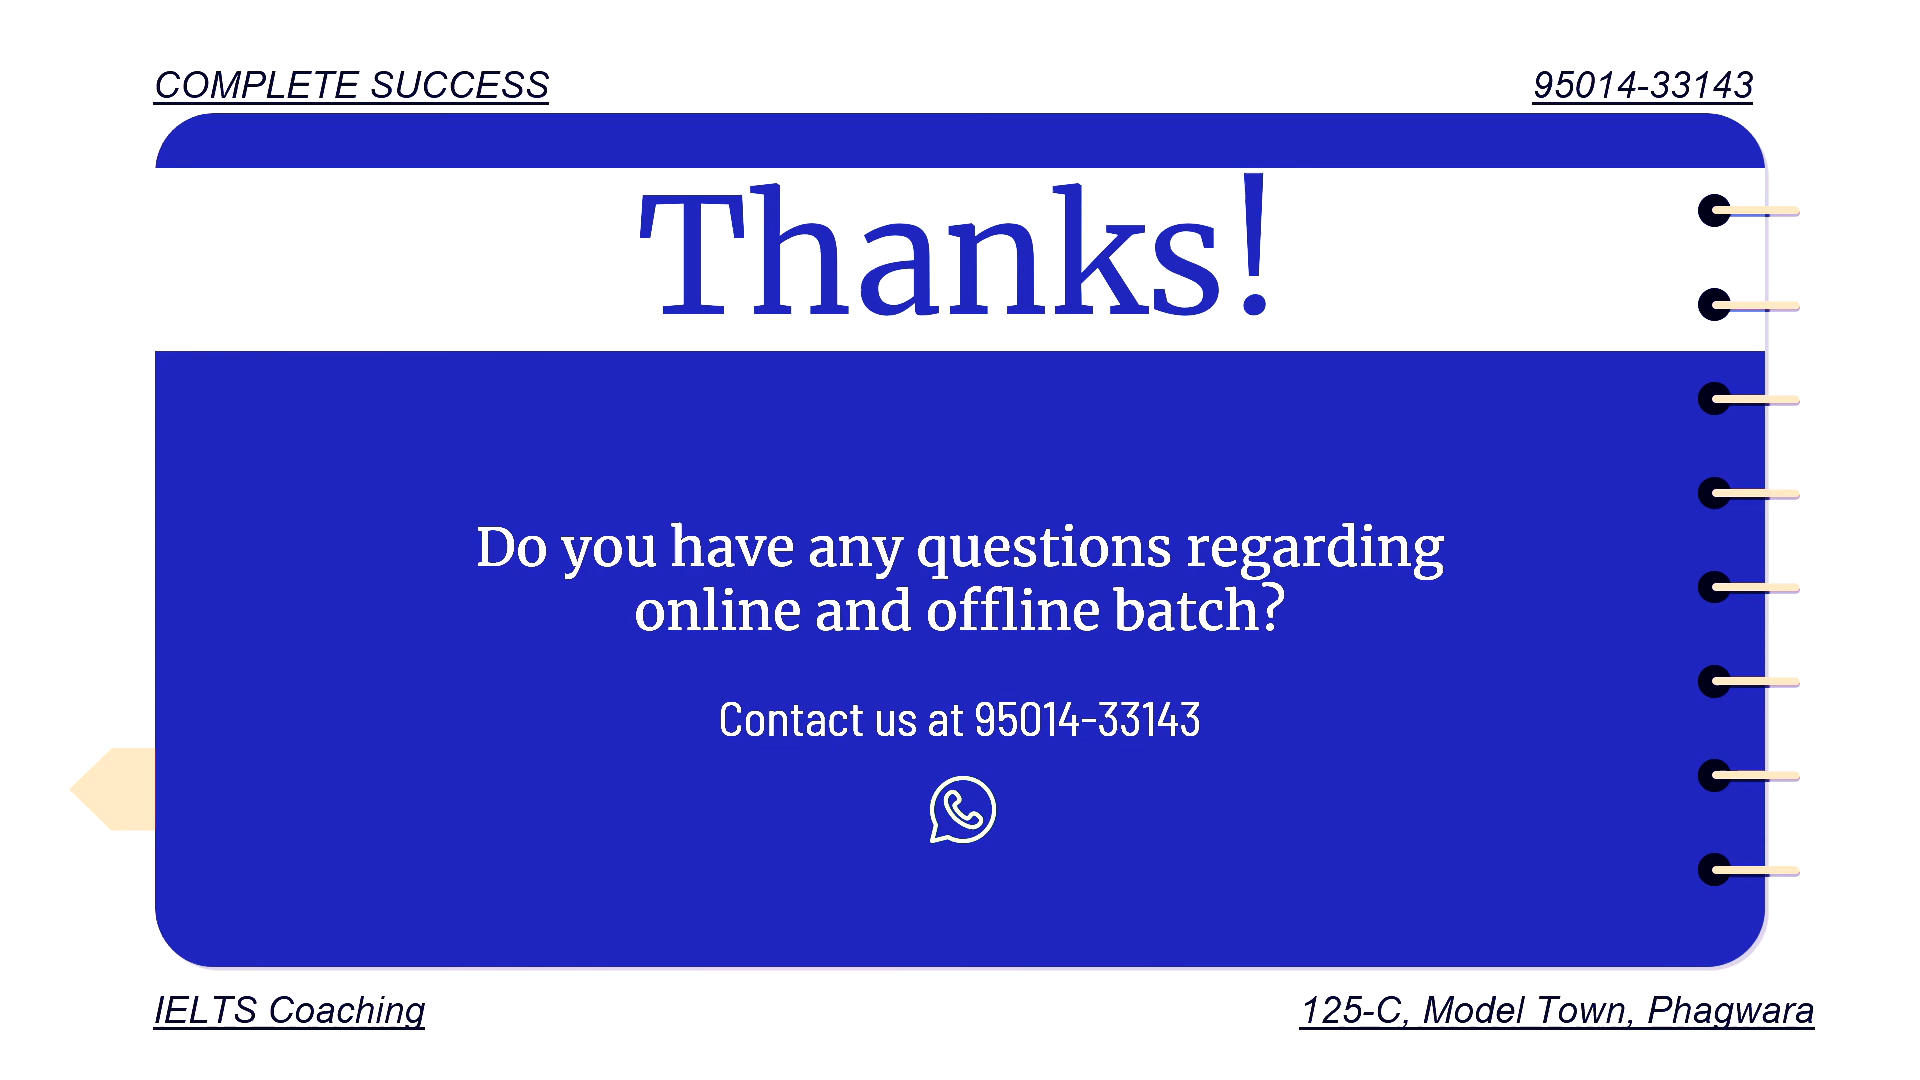 COMPLETE SUCCESS
95014-33143
Thanks!
Do you have any questions regarding
online and offline batch?
Contact us at 95014-33143
IELTS Coaching
125-C, Model Town, Phagwara